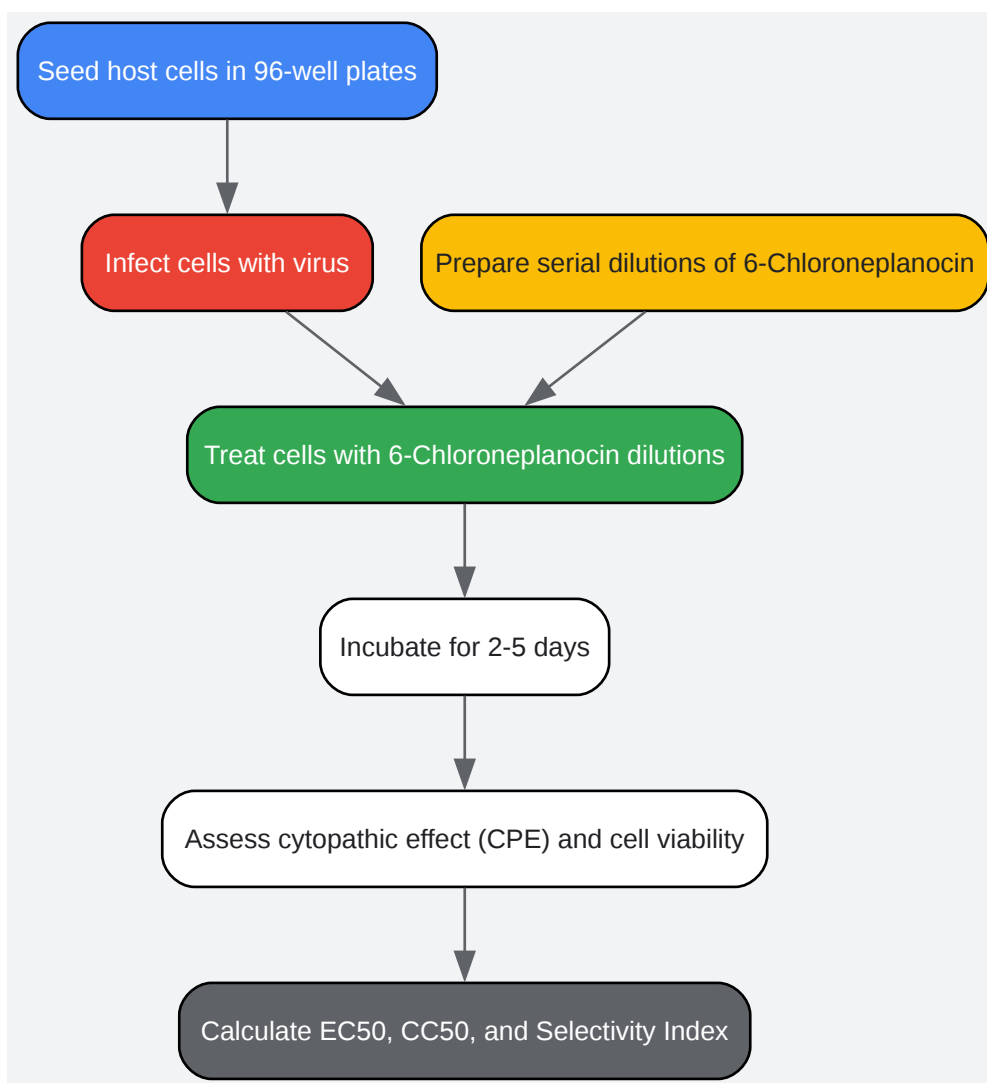 Seed host cells in 96-well plates
Infect cells with virus
Prepare serial dilutions of 6-Chloroneplanocin
Treat cells with 6-Chloroneplanocin dilutions
Incubate for 2-5 days
Assess cytopathic effect (CPE) and cell viability
Calculate EC50, CC50, and Selectivity Index